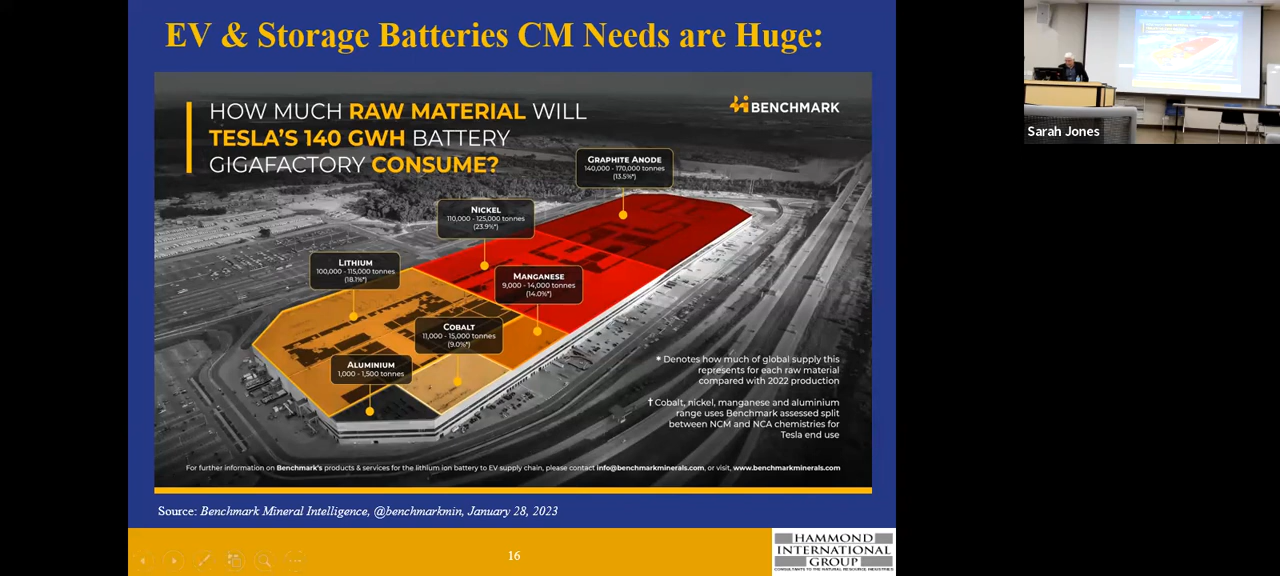 EV & Storage Batteries CM Needs are Huge:
HOW MUCH RAW MATERIAL WILL
TESLA'S 140 GWH BATTERY
GIGAFACTORY CONSUME?
BENCHMARK
GRAPHITE ANODE
140,000 - 170,000 tonnes
(13.5%*)
NICKEL
110,000 - 125,000 tonnes
(23.9%*)
LITHIUM
100,000 - 115,000 tonnes
(18.1%*)
MANGANESE
9,000 - 14,000 tonnes
(14.0%*)
COBALT
11,000 - 15,000 tonnes
(9.0%*)
ALUMINIUM
1,000 - 1,500 tonnes
* Denotes how much of global supply this
represents for each raw material
compared with 2022 production
† Cobalt, nickel, manganese and aluminium
range uses Benchmark assessed split
between NCM and NCA chemistries for
Tesla end use
For further information on Benchmark's products & services for the lithium ion battery to EV supply chain, please contact info@benchmarkminerals.com, or visit, www.benchmarkminerals.com
Source: Benchmark Mineral Intelligence, @benchmarkmin, January 28, 2023
16
HAMMOND
INTERNATIONAL
GROUP
CONSULTANTS TO THE NATURAL RESOURCE INDUSTRIES
Sarah Jones